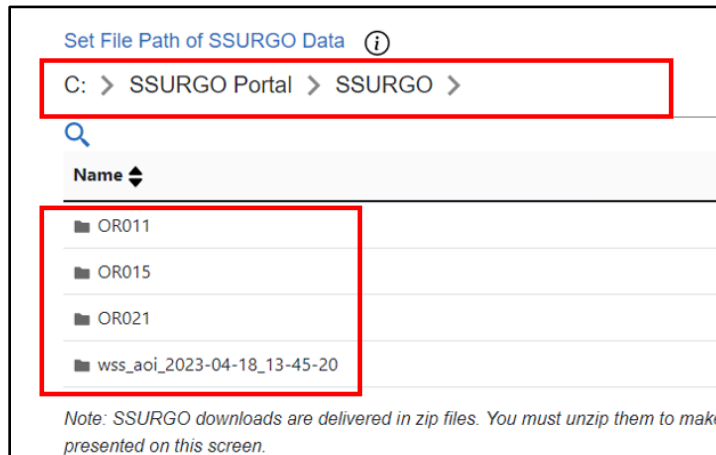 Set File Path of SSURGO Data i
C: > SSURGO Portal > SSURGO >
Name
OR011
OR015
OR021
wss_aoi_2023-04-18_13-45-20
Note: SSURGO downloads are delivered in zip files. You must unzip them to make
presented on this screen.